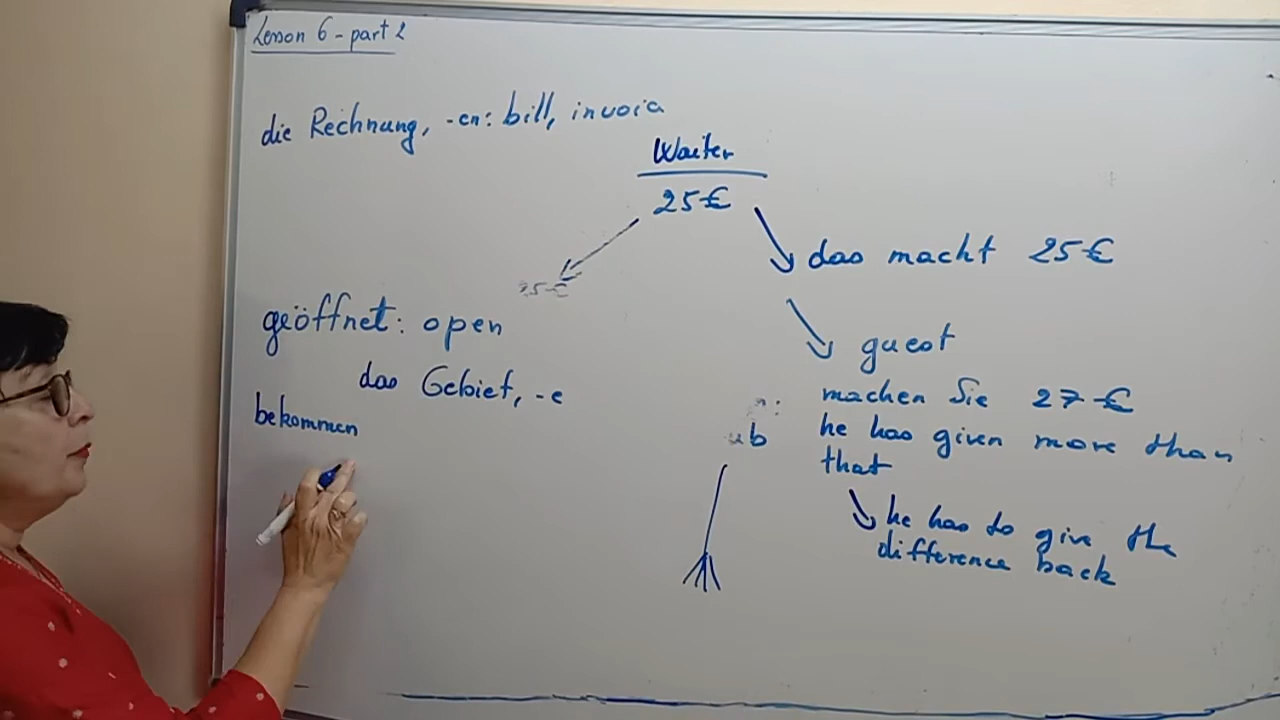 Lesson 6 - part 2
die Rechnung, -en: bill, invoice
Waiter
25€
das macht 25€
25€
geöffnet: open
guest
das Gebiet, -e
machen Sie 27€
bekommen
he has given more than
that
he has to give the
difference back